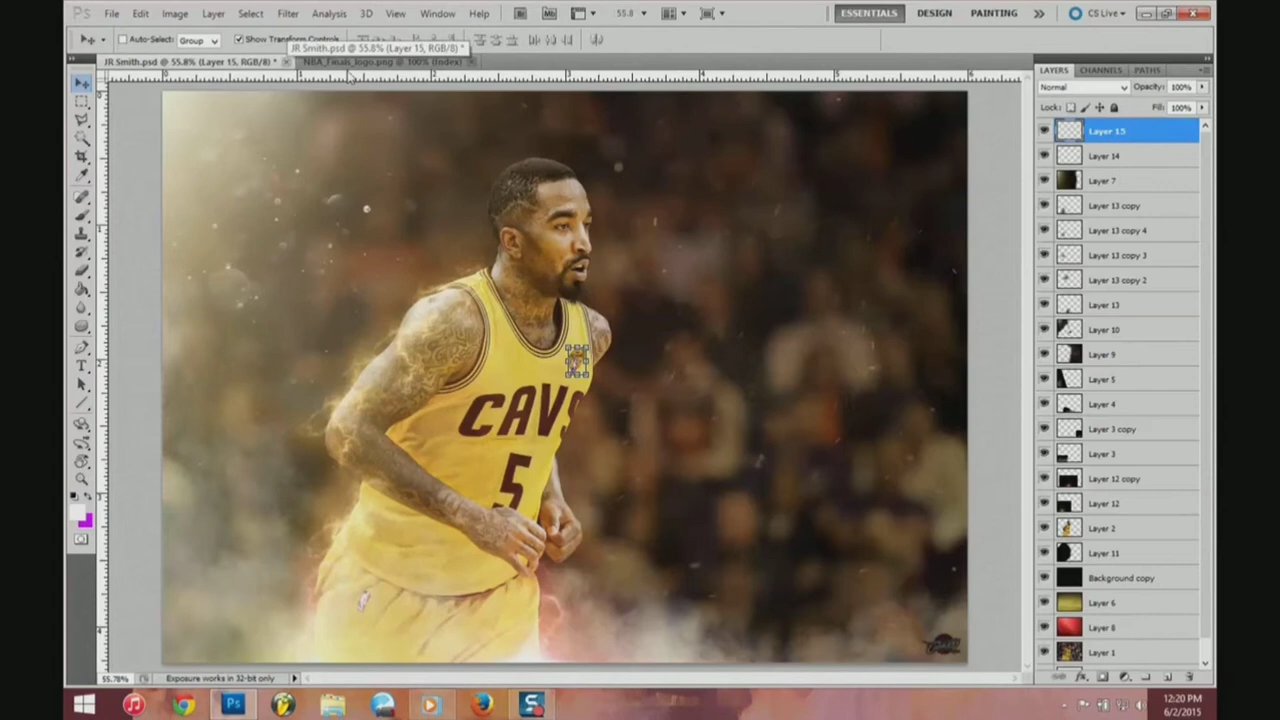 Ps File Edit Image Layer Select Filter Analysis 3D View Window Help Br Mb 55.8 ESSENTIALS DESIGN PAINTING CS Live
Auto-Select: Group Show Transform Controls
JR Smith.psd @ 55.8% (Layer 15, RGB/8) *
JR Smith.psd @ 55.8% (Layer 15, RGB/8) * NBA_Finals_logo.png @ 100% (Index)
LAYERS CHANNELS PATHS
Normal Opacity: 100%
Lock: Fill: 100%
Layer 15
Layer 14
Layer 7
Layer 13 copy
Layer 13 copy 4
Layer 13 copy 3
Layer 13 copy 2
Layer 13
Layer 10
Layer 9
Layer 5
Layer 4
Layer 3 copy
Layer 3
Layer 12 copy
Layer 12
Layer 2
Layer 11
Background copy
Layer 6
Layer 8
Layer 1
CAVS
5
55.78% Exposure works in 32-bit only
12:20 PM
6/2/2015